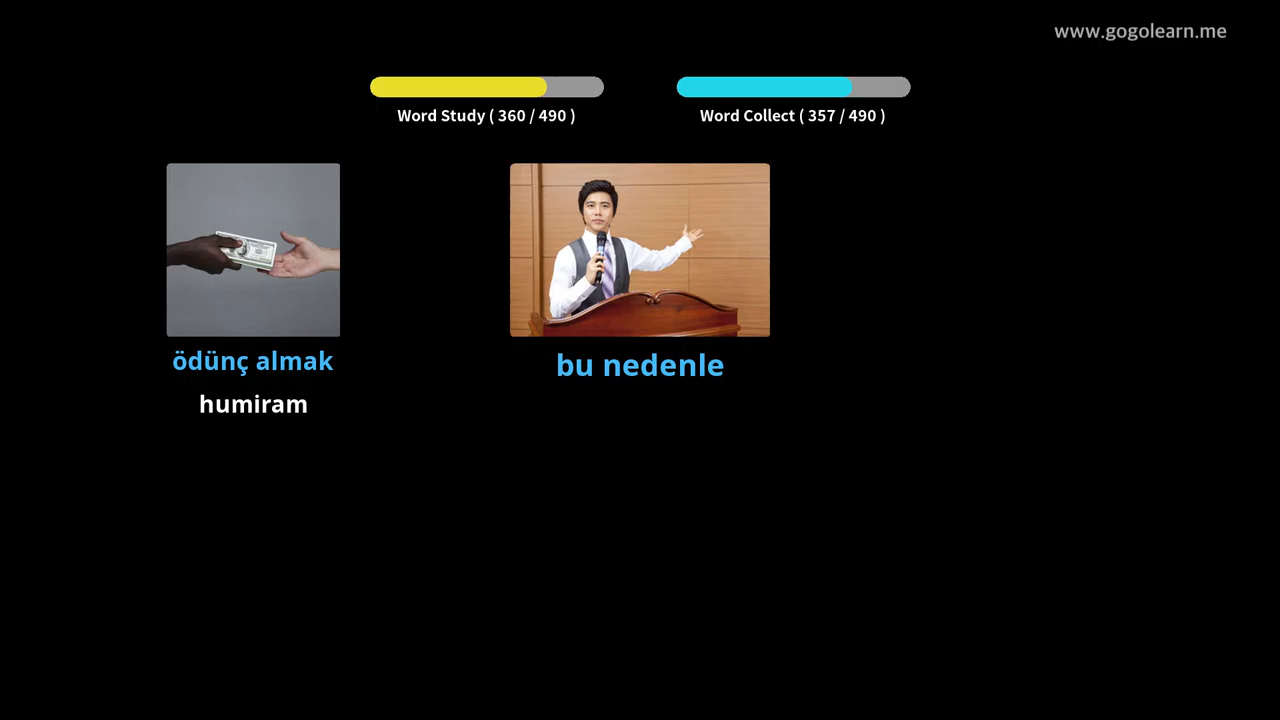 www.gogolearn.me
Word Study ( 360 / 490 )
Word Collect ( 357 / 490 )
ödünç almak
humiram
bu nedenle